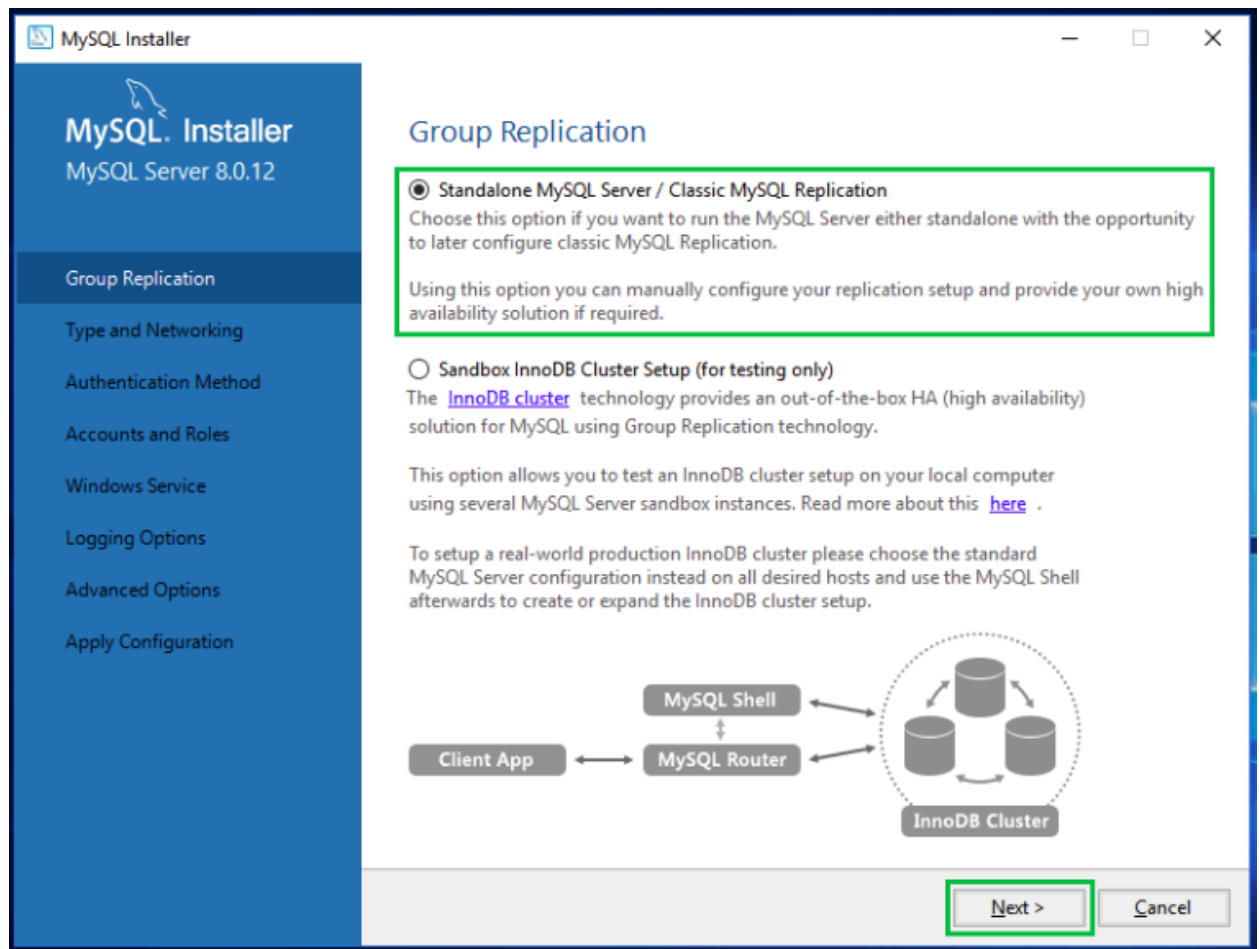 MySQL Installer
MySQL. Installer
MySQL Server 8.0.12
Group Replication
Type and Networking
Authentication Method
Accounts and Roles
Windows Service
Logging Options
Advanced Options
Apply Configuration
Group Replication
Standalone MySQL Server / Classic MySQL Replication
Choose this option if you want to run the MySQL Server either standalone with the opportunity
to later configure classic MySQL Replication.
Using this option you can manually configure your replication setup and provide your own high
availability solution if required.
Sandbox InnoDB Cluster Setup (for testing only)
The InnoDB cluster technology provides an out-of-the-box HA (high availability)
solution for MySQL using Group Replication technology.
This option allows you to test an InnoDB cluster setup on your local computer
using several MySQL Server sandbox instances. Read more about this here .
To setup a real-world production InnoDB cluster please choose the standard
MySQL Server configuration instead on all desired hosts and use the MySQL Shell
afterwards to create or expand the InnoDB cluster setup.
MySQL Shell
Client App
MySQL Router
InnoDB Cluster
Next >
Cancel